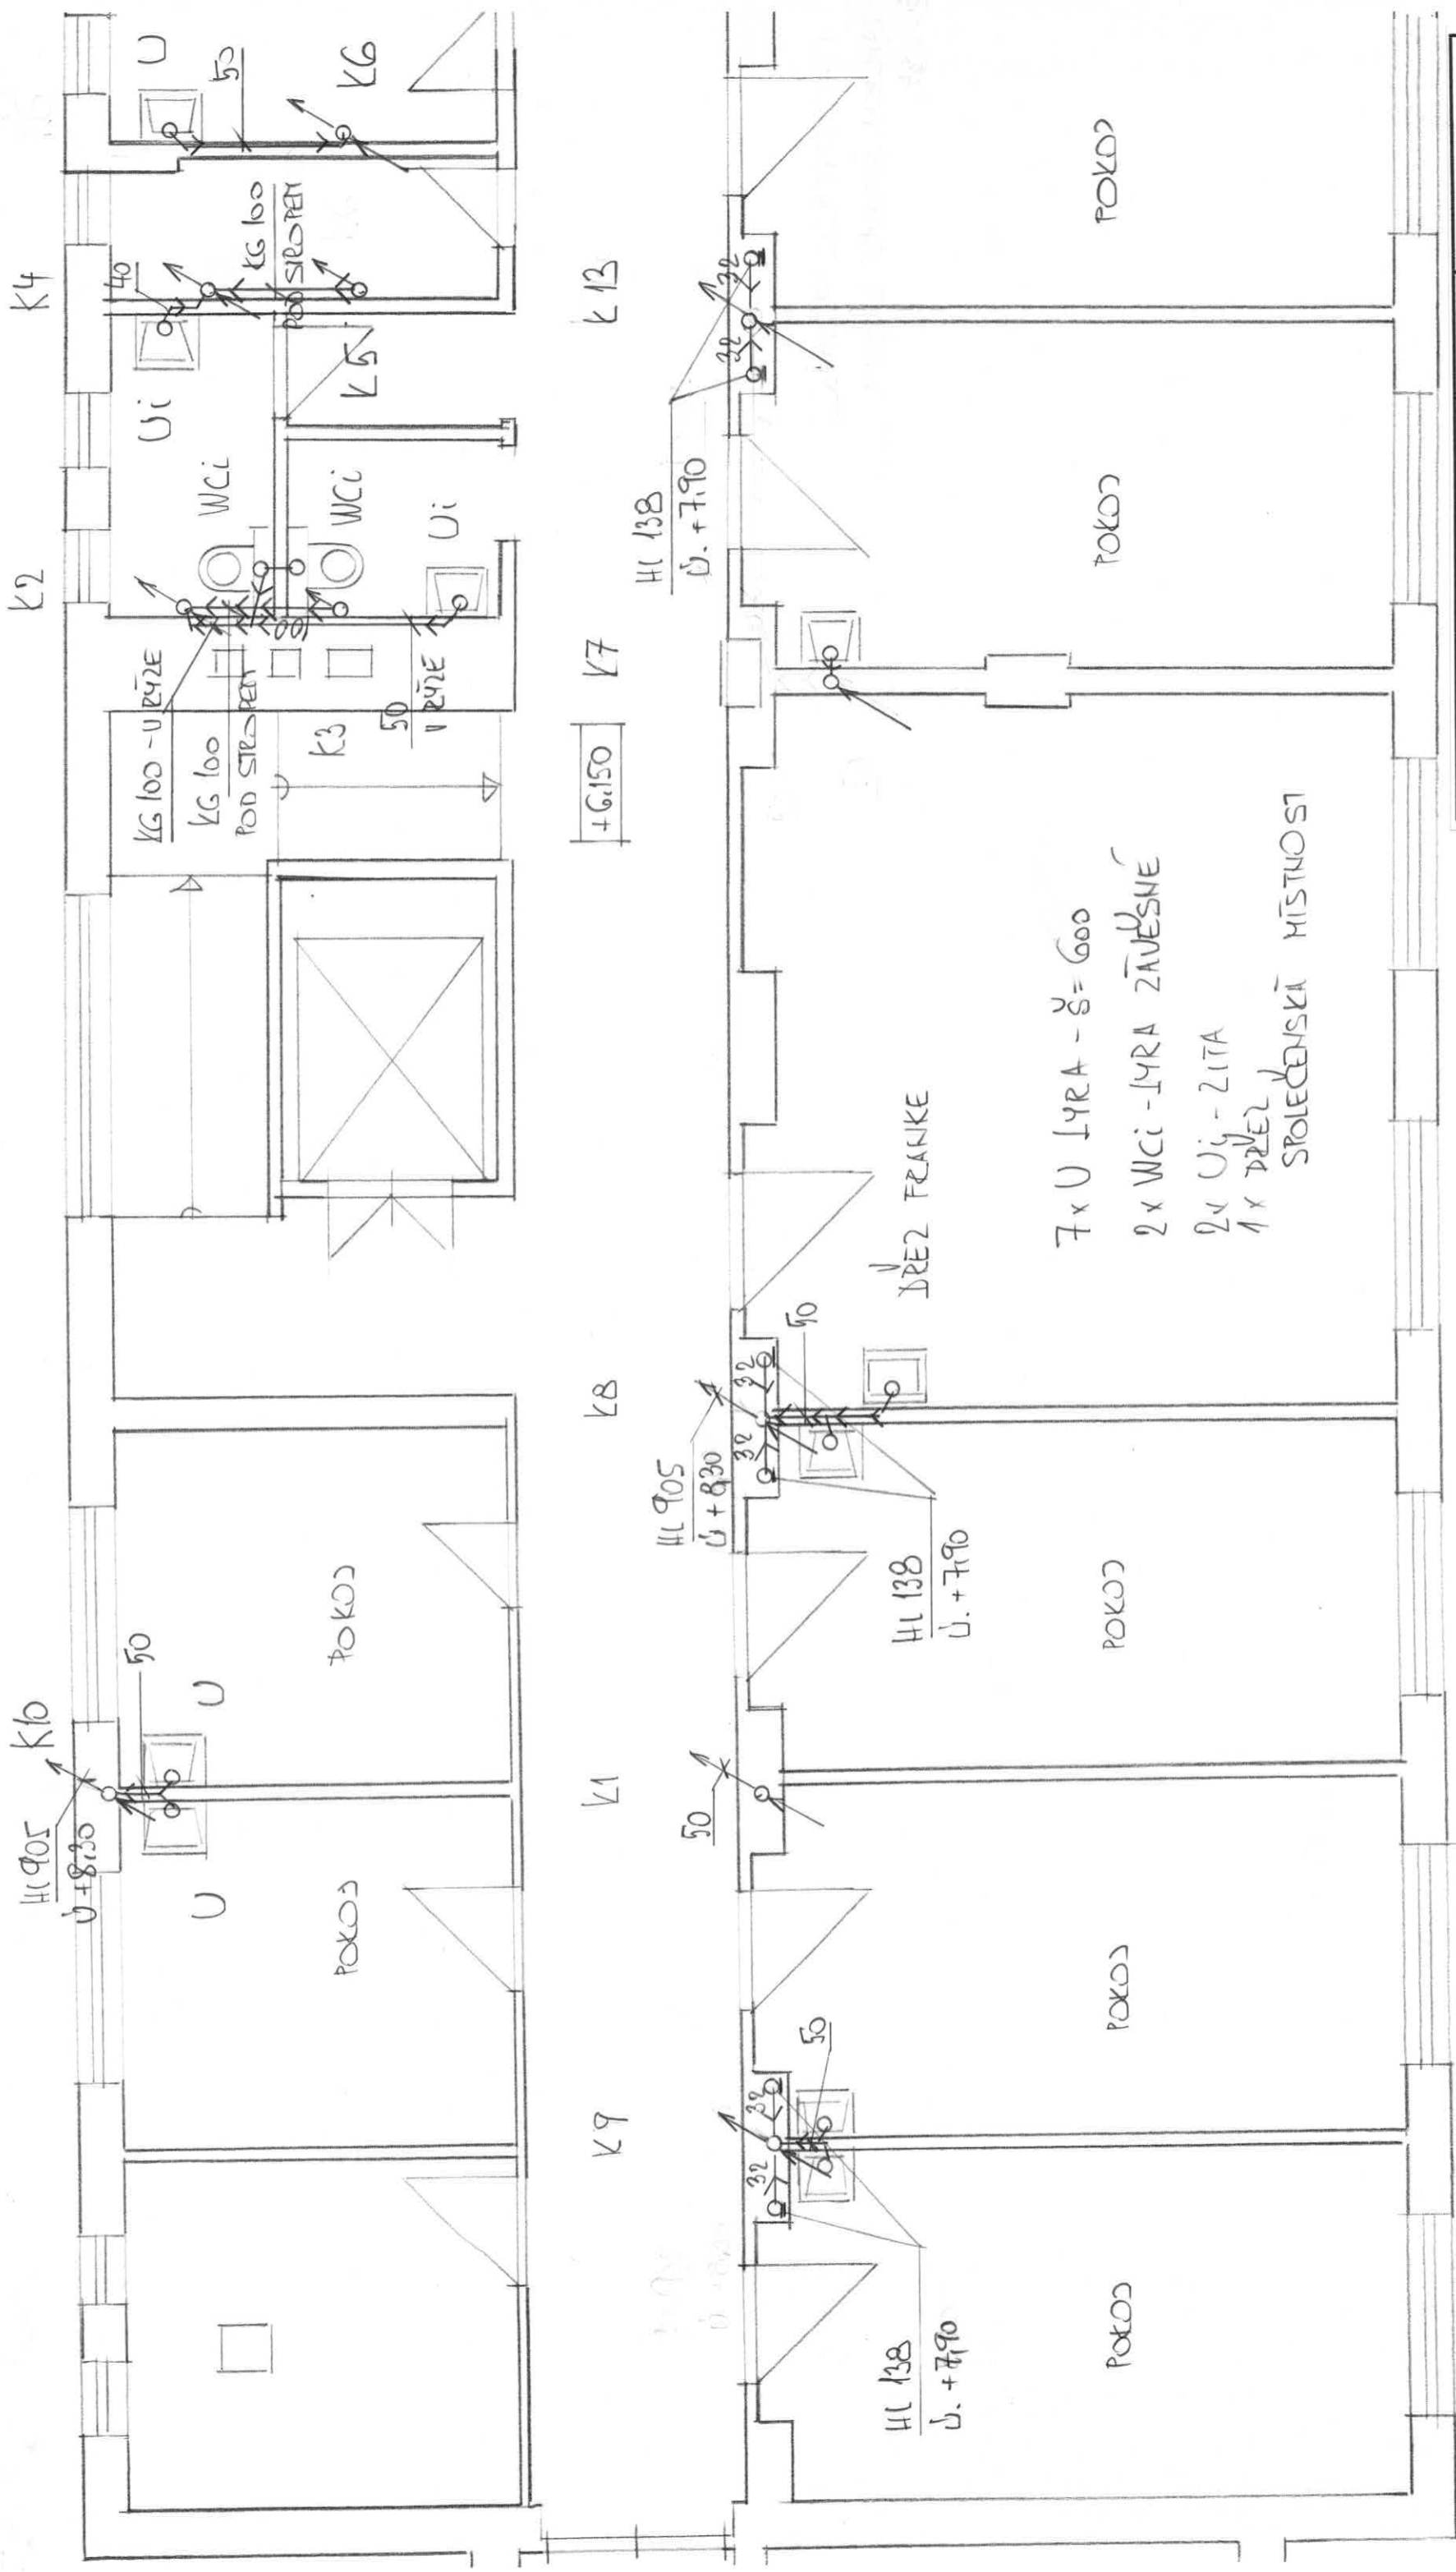 K10
HL 905
Ú +8,30
50
U
U
POKOJ
POKOJ
K2
K4
KG 100 - V RÝZE
KG 100
POD STROPEM
K3
50
V RÝZE
WCi
WCi
Ui
Ui
40
KG 100
POD STROPEM
K5
U
50
K6
K9
K1
K8
+6,150
K7
K13
32
32
50
HL 138
Ú. +7,90
50
HL 905
Ú +8,30
32
32
50
HL 138
Ú. +7,90
DŘEZ FRANKE
HL 138
Ú. +7,90
32
32
7 x U LYRA - Š = 600
2 x WCi - LYRA ZÁVĚSNÉ
2x Ui - ZITA
1 x DŘEZ
SPOLEČENSKÁ MÍSTNOST
POKOJ
POKOJ
POKOJ
POKOJ
POKOJ